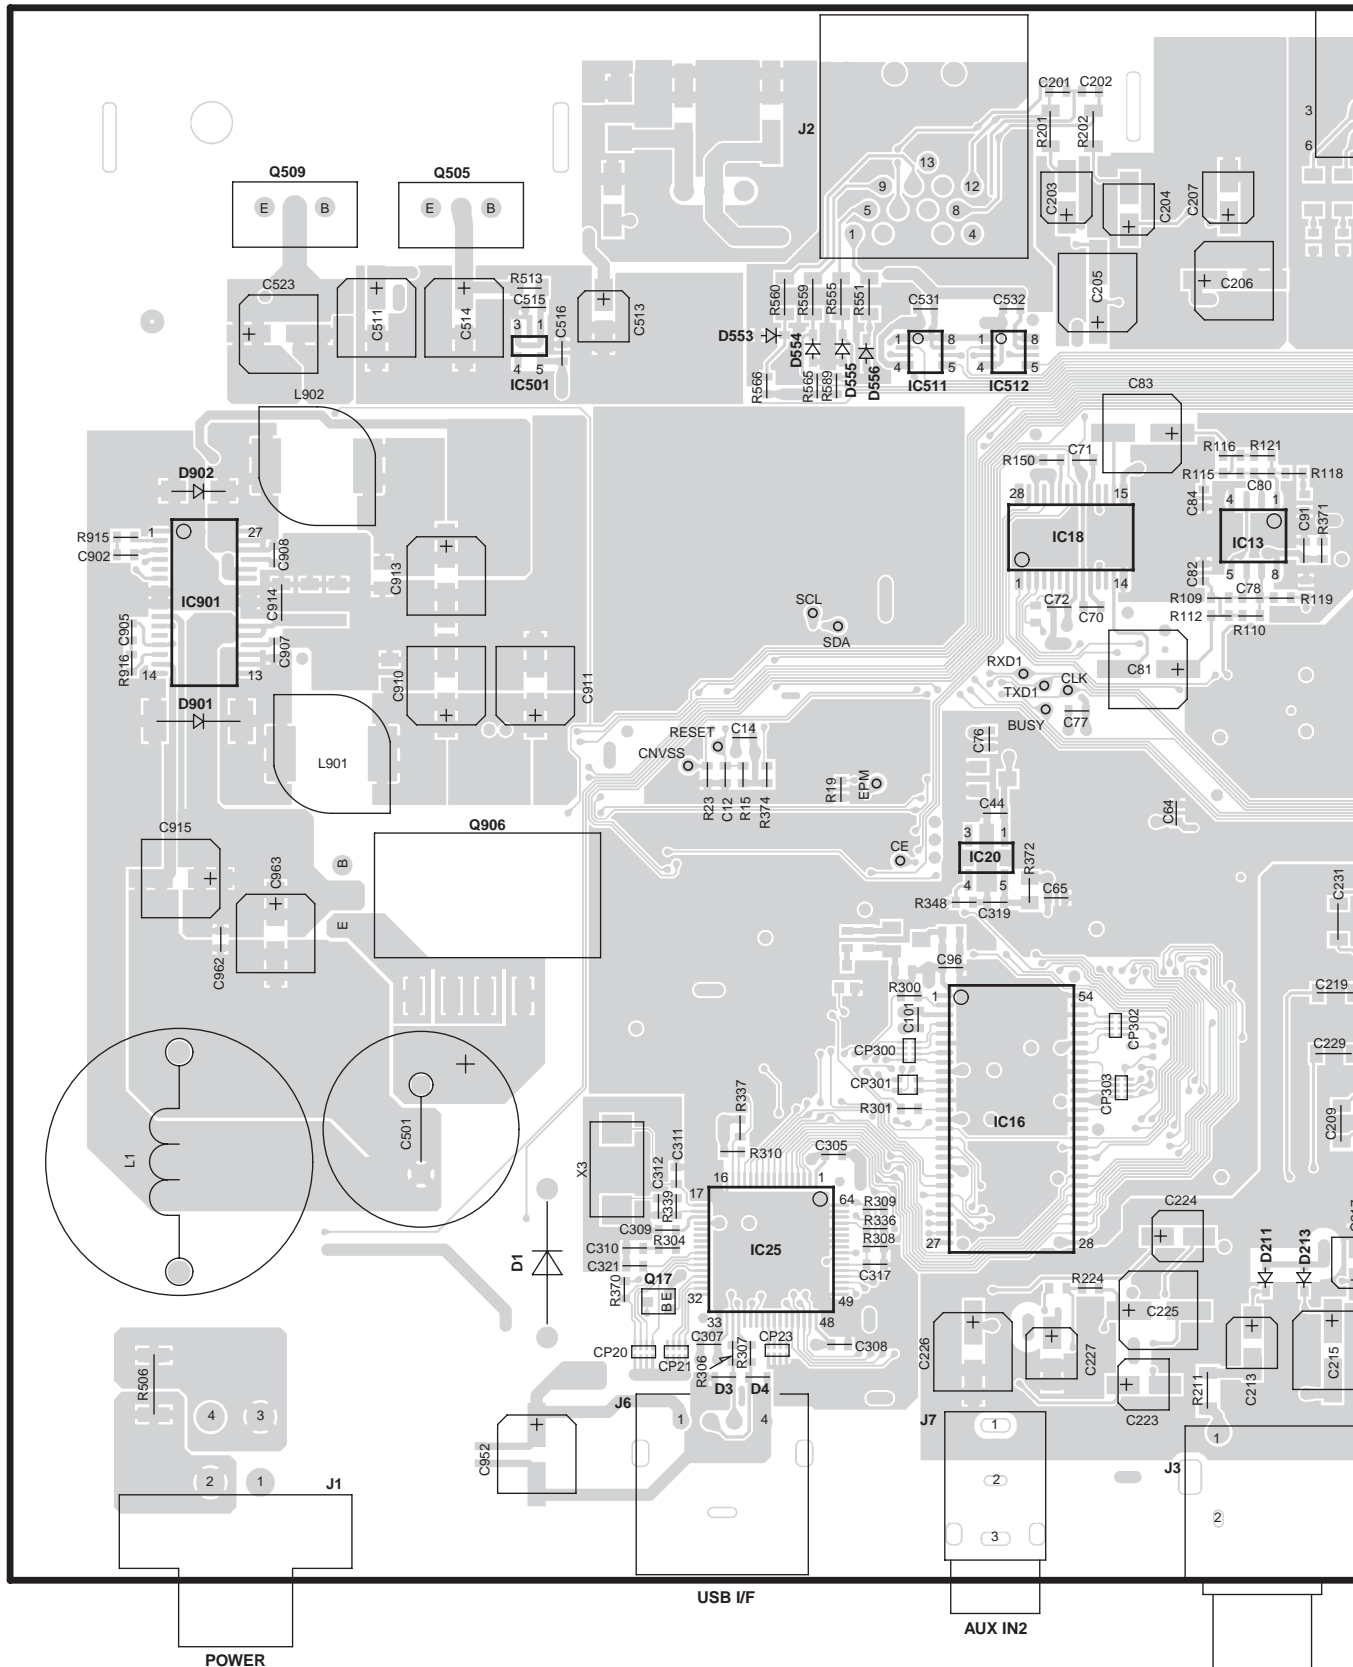 C201 C202
J2
R201
R202
3
6
13
9
12
5
8
1
4
Q509
Q505
E
B
E
B
C203
C204
C207
C523
C511
C514
R513
C515
3 1
4 5
IC501
C516
C513
R560
R559
R555
R551
C531
C532
C205
C206
D553
D554
D555
D556
1 8
4 5
IC511
1 8
4 5
IC512
R566
R565
R589
L902
C83
D902
R150
C71
R116 R121
R115
C80
R118
28
15
IC18
1
14
C84
4 1
IC13
5 8
C91
R371
R915
C902
1
27
IC901
14
13
C908
C914
C905
R916
C907
C913
C82
R109
C78
R119
R112
R110
C72
C70
SCL
SDA
C910
C911
RXD1
TXD1
CLK
C81
D901
BUSY
C77
RESET
C14
C76
CNVSS
L901
R23
C12
R15
R374
R19
EPM
C44
C64
C915
Q906
3 1
IC20
4 5
R372
B
E
C963
CE
R348
C319
C65
C231
C962
C96
R300
1
54
C219
C101
CP302
CP300
C229
CP301
CP303
R301
IC16
C209
27
28
L1
C501
R337
X3
C311
C312
R339
R310
C305
16
1
17
64
IC25
32
49
33
48
R309
R336
R308
C317
C309
C310
R304
C321
D1
Q17
B E
R370
C224
D211
D213
R224
C225
C307
CP23
C308
CP20
CP21
R306
R307
D3 D4
C226
C227
C223
R211
C213
C215
R506
4
3
2
1
J1
J6
1
4
C952
J7
1
2
3
J3
1
2
USB I/F
AUX IN2
POWER